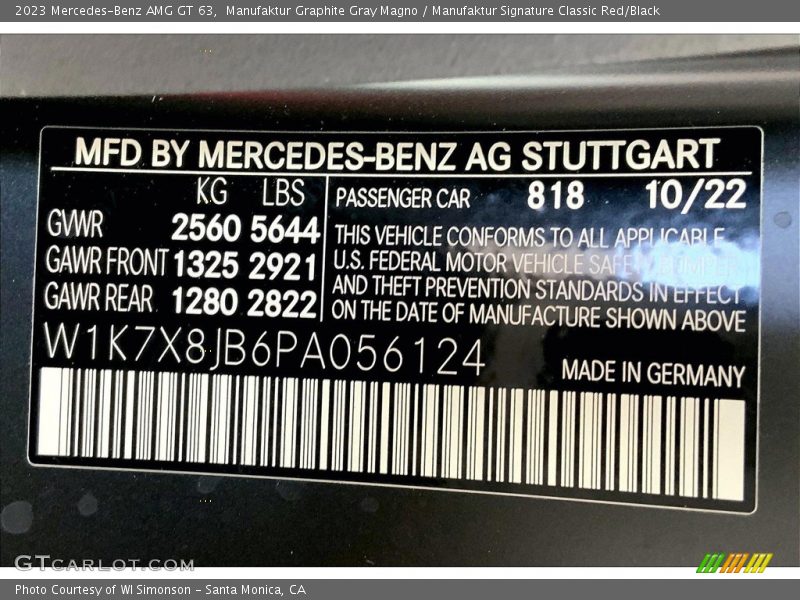 2023 Mercedes-Benz AMG GT 63, Manufaktur Graphite Gray Magno / Manufaktur Signature Classic Red/Black
MFD BY MERCEDES-BENZ AG STUTTGART
KG LBS
GVWR 2560 5644
GAWR FRONT 1325 2921
GAWR REAR 1280 2822
PASSENGER CAR 818 10/22
THIS VEHICLE CONFORMS TO ALL APPLICABLE
U.S. FEDERAL MOTOR VEHICLE SAFETY, BUMPER
AND THEFT PREVENTION STANDARDS IN EFFECT
ON THE DATE OF MANUFACTURE SHOWN ABOVE
W1K7X8JB6PA056124
MADE IN GERMANY
GTCARLOT.COM
Photo Courtesy of WI Simonson - Santa Monica, CA